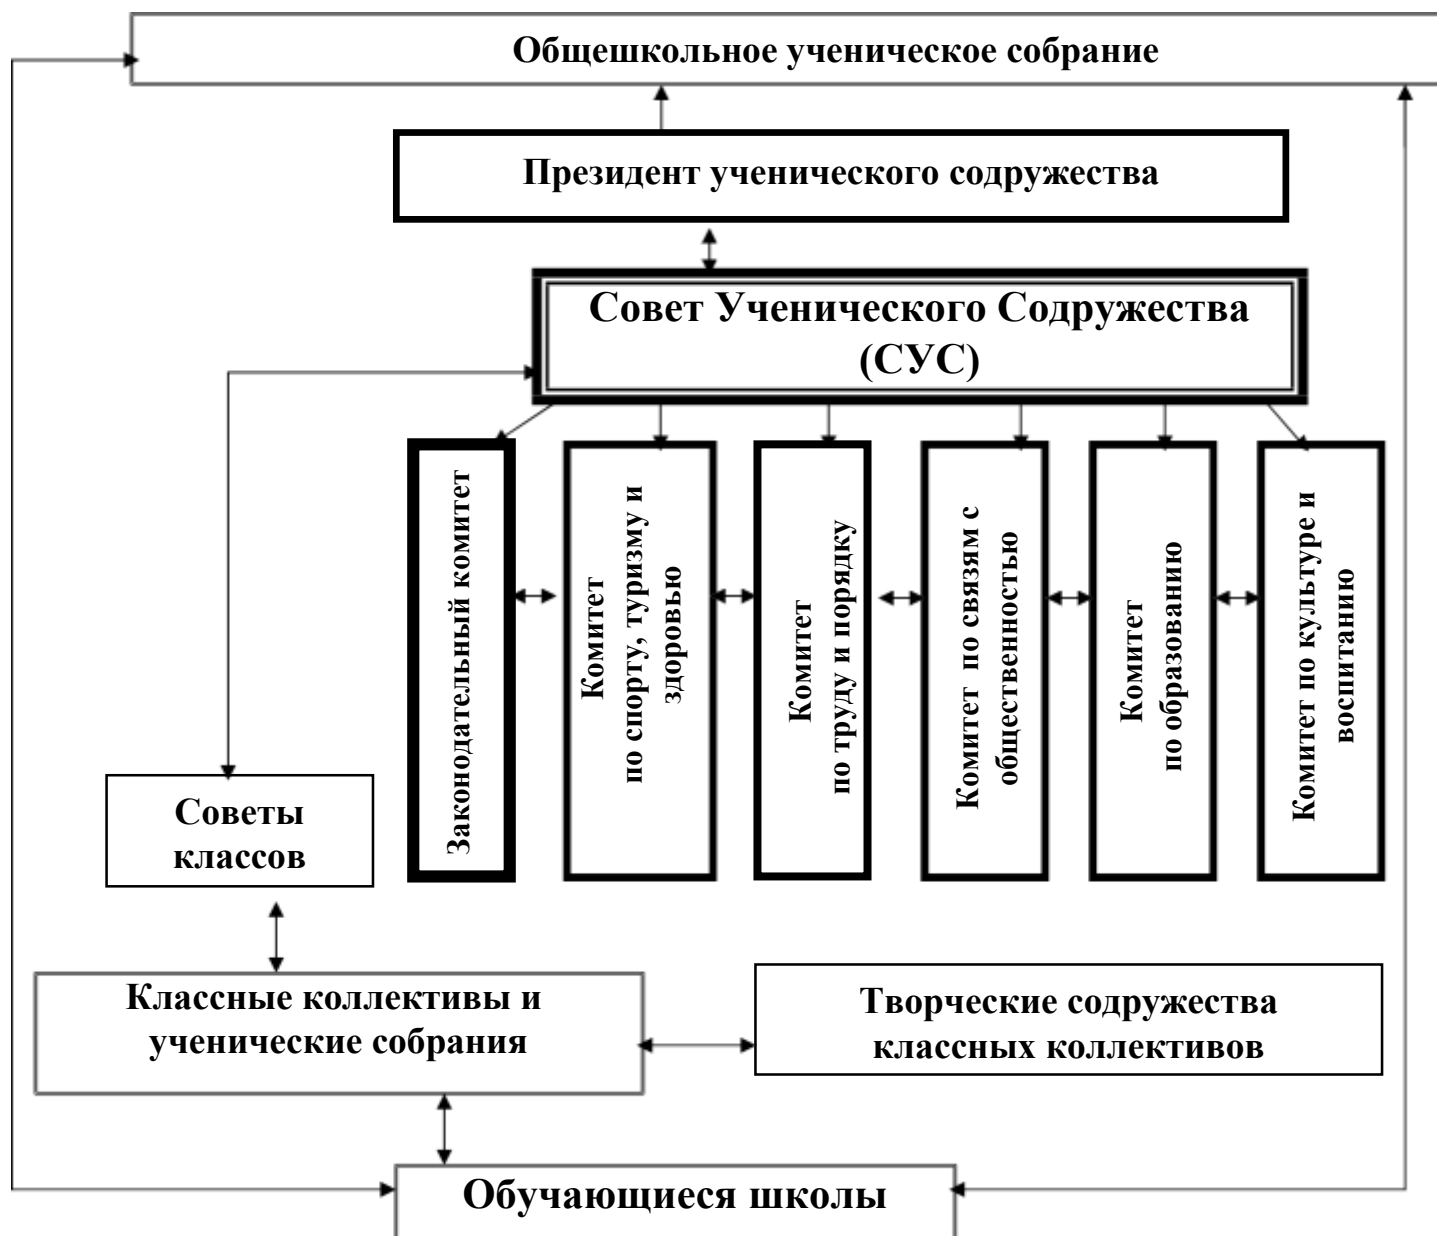 Общешкольное ученическое собрание
Президент ученического содружества
Совет Ученического Содружества
(СУС)
Законодательный комитет
Комитет
по спорту, туризму и
здоровью
Комитет
по труду и порядку
Комитет  по связям с
общественностью
Комитет
по образованию
Комитет по культуре и
воспитанию
Советы
классов
Классные коллективы и
ученические собрания
Творческие содружества
классных коллективов
Обучающиеся школы